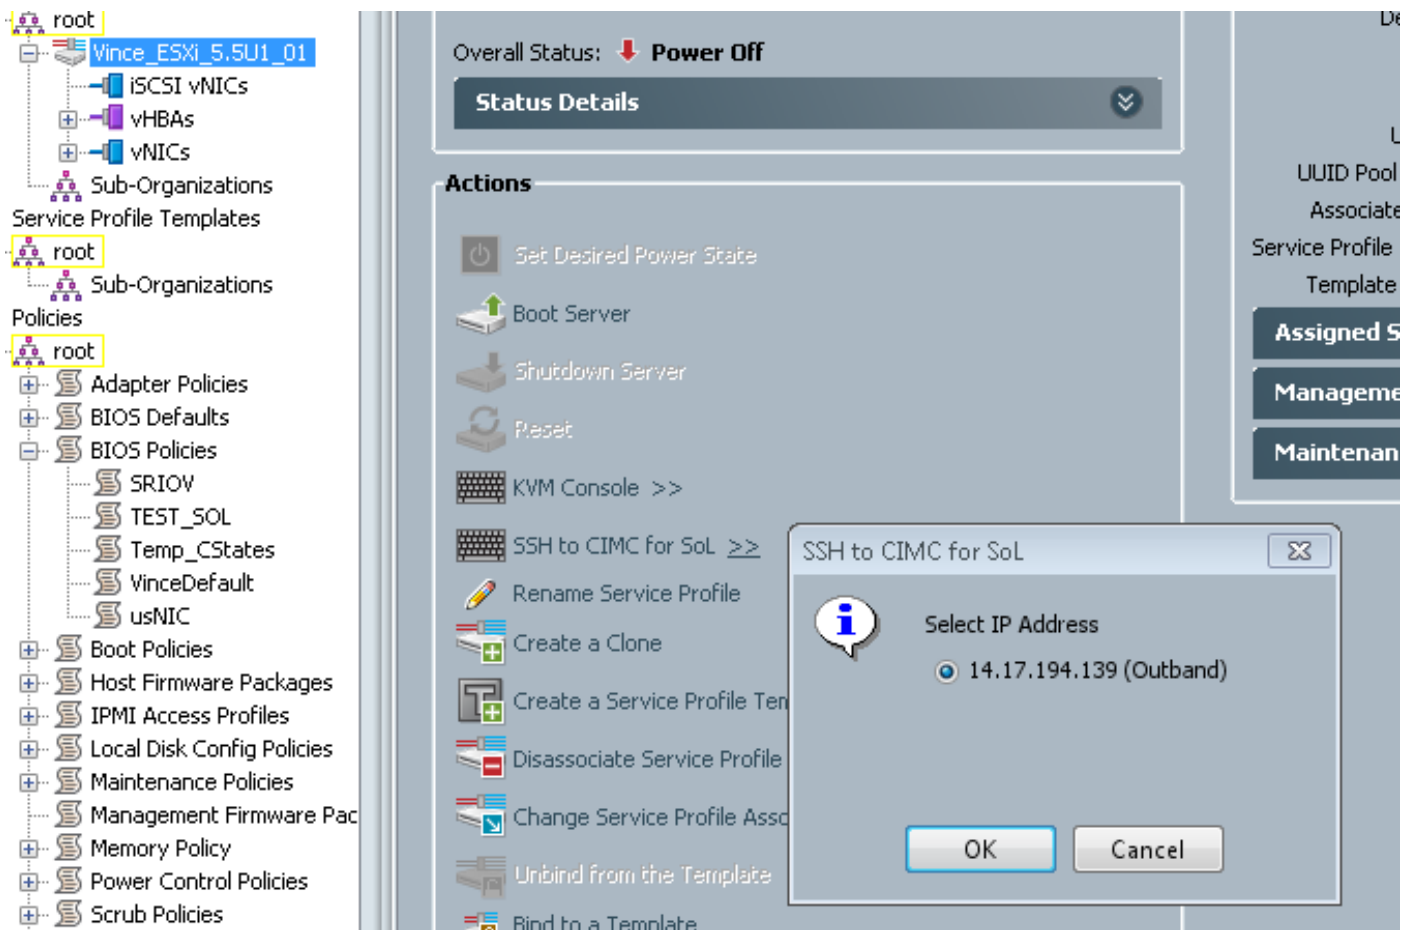 root
Vince_ESXi_5.5U1_01
iSCSI vNICs
vHBAs
vNICs
Sub-Organizations
Service Profile Templates
root
Sub-Organizations
Policies
root
Adapter Policies
BIOS Defaults
BIOS Policies
SRIOV
TEST_SOL
Temp_CStates
VinceDefault
usNIC
Boot Policies
Host Firmware Packages
IPMI Access Profiles
Local Disk Config Policies
Maintenance Policies
Management Firmware Pac
Memory Policy
Power Control Policies
Scrub Policies
Overall Status: Power Off
Status Details
Actions
Set Desired Power State
Boot Server
Shutdown Server
Reset
KVM Console >>
SSH to CIMC for SoL >>
Rename Service Profile
Create a Clone
Create a Service Profile Tem
Disassociate Service Profile
Change Service Profile Asso
Unbind from the Template
Bind to a Template
SSH to CIMC for SoL
Select IP Address
14.17.194.139 (Outband)
OK
Cancel
De
U
UUID Pool
Associate
Service Profile
Template
Assigned S
Manageme
Maintenan